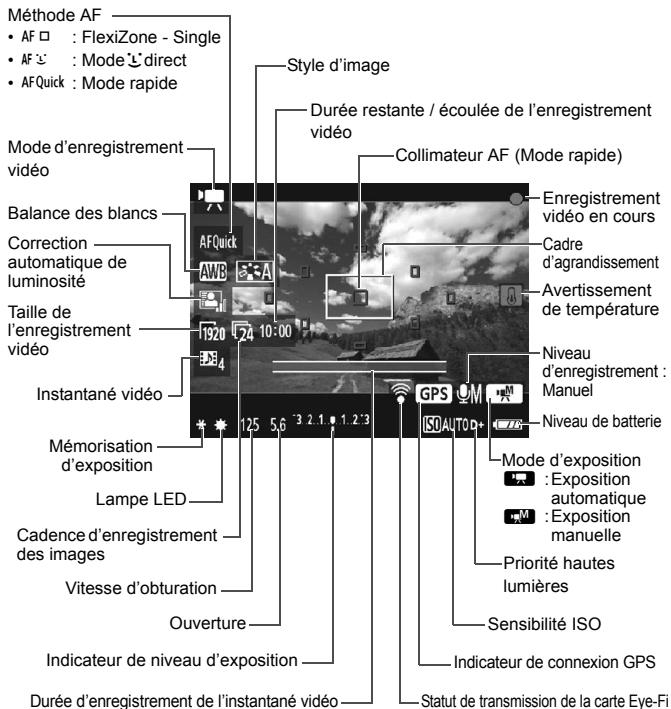 Méthode AF
• AF □ : FlexiZone - Single
• AF : Mode direct
• AFQuick : Mode rapide
Style d'image
Durée restante / écoulée de l'enregistrement
vidéo
Collimateur AF (Mode rapide)
Mode d'enregistrement
vidéo
Enregistrement
vidéo en cours
Balance des blancs
Cadre
d'agrandissement
Correction
automatique de
luminosité
Avertissement
de température
Taille de
l'enregistrement
vidéo
Niveau
d'enregistrement :
Manuel
Instantané vidéo
Niveau de batterie
AFQuick
AWB
A
1920 24 10:00
4
GPS M M
125 5.6 -3..2..1..1..2..:3 ISO AUTO D+
Mémorisation
d'exposition
Mode d'exposition
: Exposition
automatique
M : Exposition
manuelle
Lampe LED
Cadence d'enregistrement
des images
Priorité hautes
lumières
Vitesse d'obturation
Ouverture
Sensibilité ISO
Indicateur de niveau d'exposition
Indicateur de connexion GPS
Durée d'enregistrement de l'instantané vidéo
Statut de transmission de la carte Eye-Fi